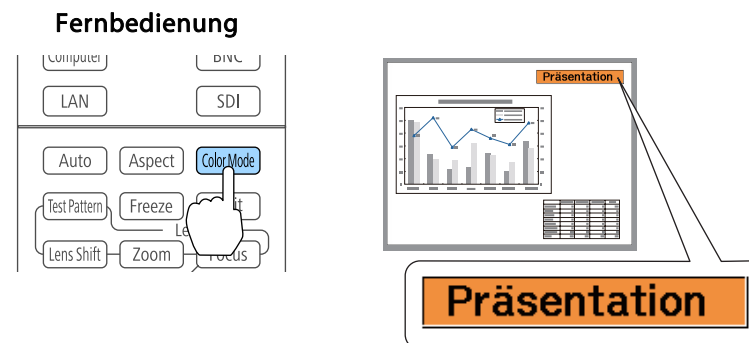 Fernbedienung
Computer BNC
LAN SDI
Auto Aspect Color Mode
Test Pattern Freeze
Lens Shift Zoom Focus
Präsentation
Präsentation